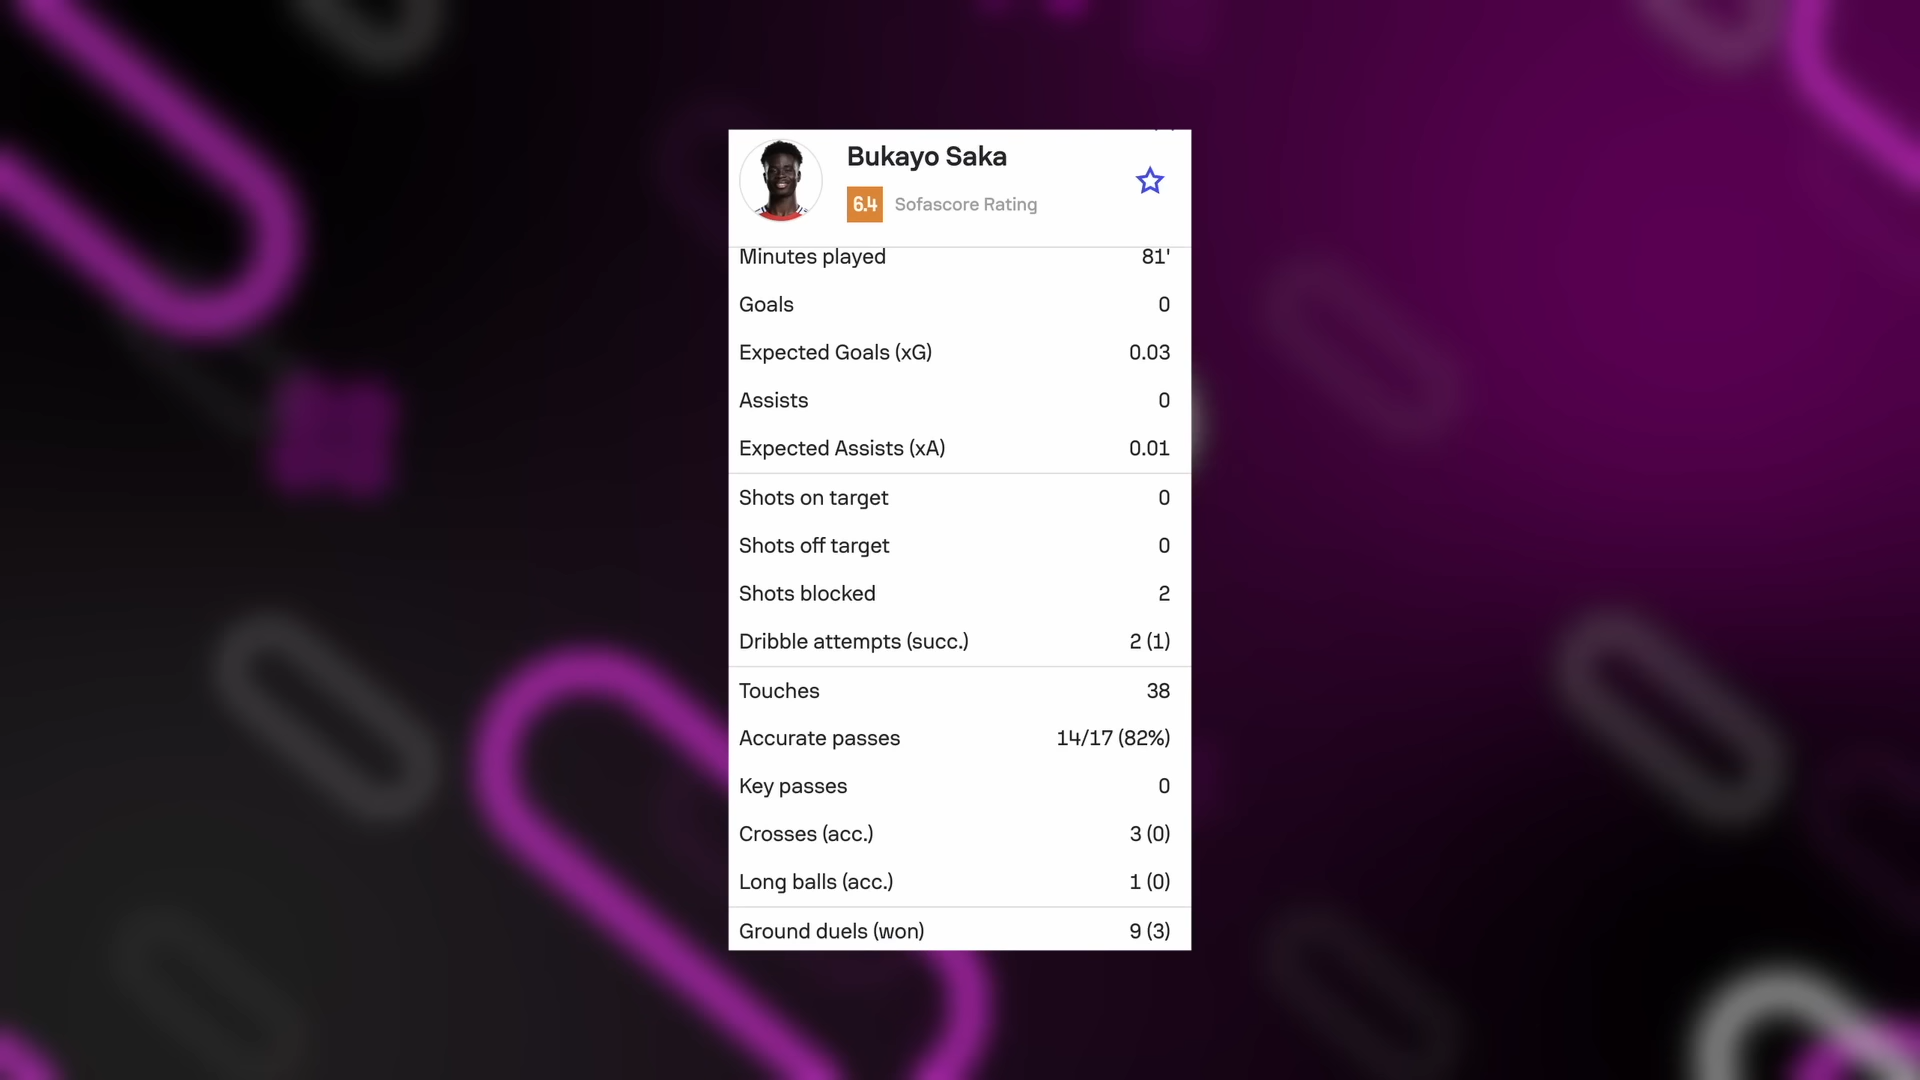 Bukayo Saka
6.4 Sofascore Rating
Minutes played 81'
Goals 0
Expected Goals (xG) 0.03
Assists 0
Expected Assists (xA) 0.01
Shots on target 0
Shots off target 0
Shots blocked 2
Dribble attempts (succ.) 2 (1)
Touches 38
Accurate passes 14/17 (82%)
Key passes 0
Crosses (acc.) 3 (0)
Long balls (acc.) 1 (0)
Ground duels (won) 9 (3)